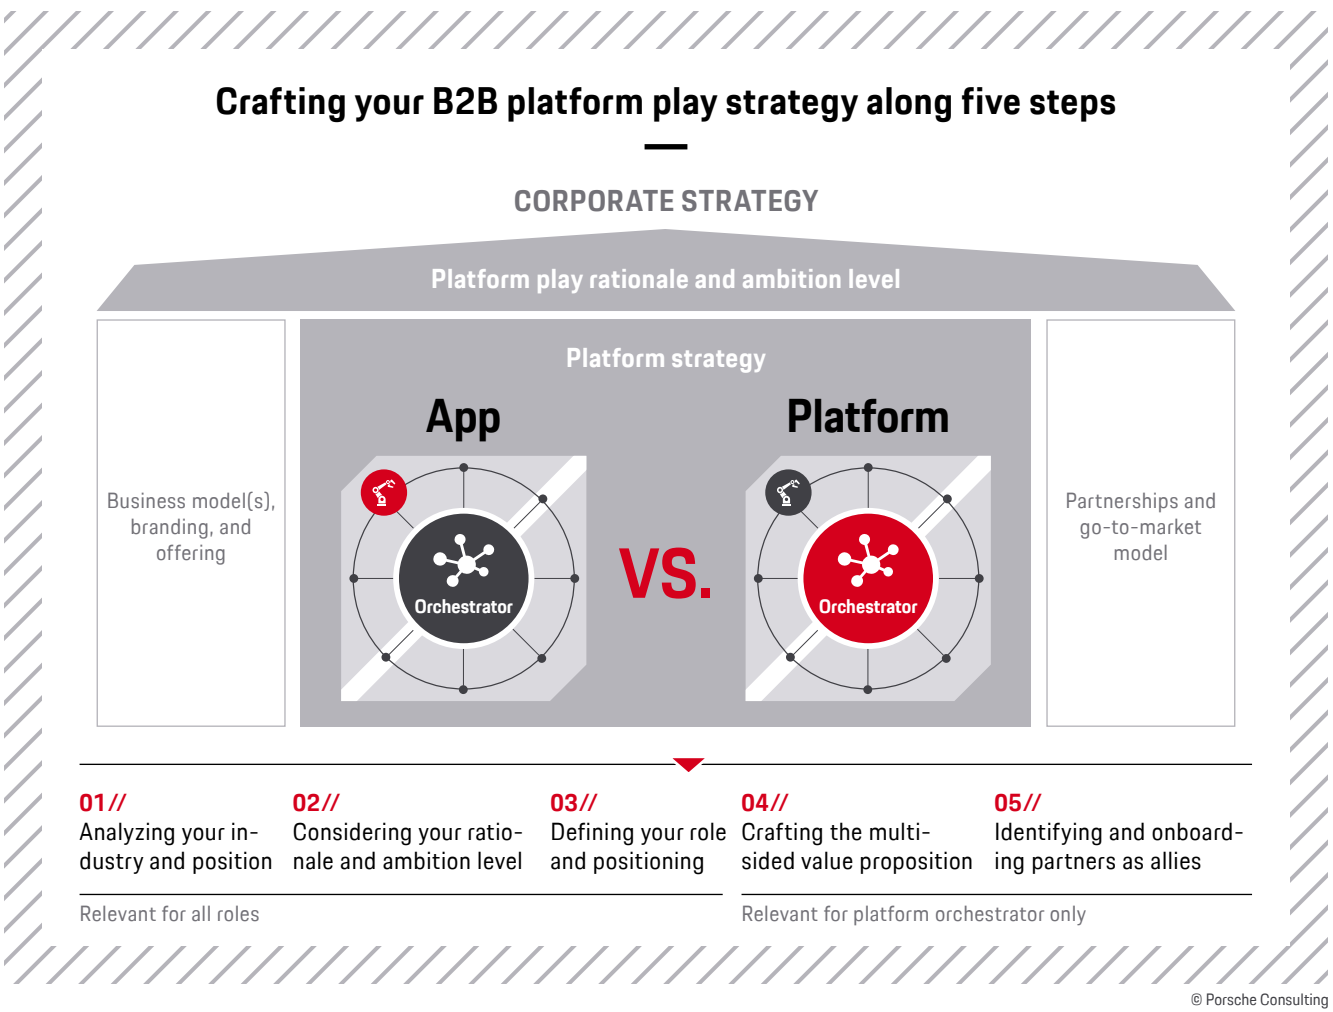 Crafting your B2B platform play strategy along five steps
CORPORATE STRATEGY
Platform play rationale and ambition level
Business model(s),
branding, and
offering
Platform strategy
App
Orchestrator
VS.
Platform
Orchestrator
Partnerships and
go-to-market
model
01//
Analyzing your in-
dustry and position
02//
Considering your ratio-
nale and ambition level
03//
Defining your role
and positioning
04//
Crafting the multi-
sided value proposition
05//
Identifying and onboard-
ing partners as allies
Relevant for all roles
Relevant for platform orchestrator only
© Porsche Consulting